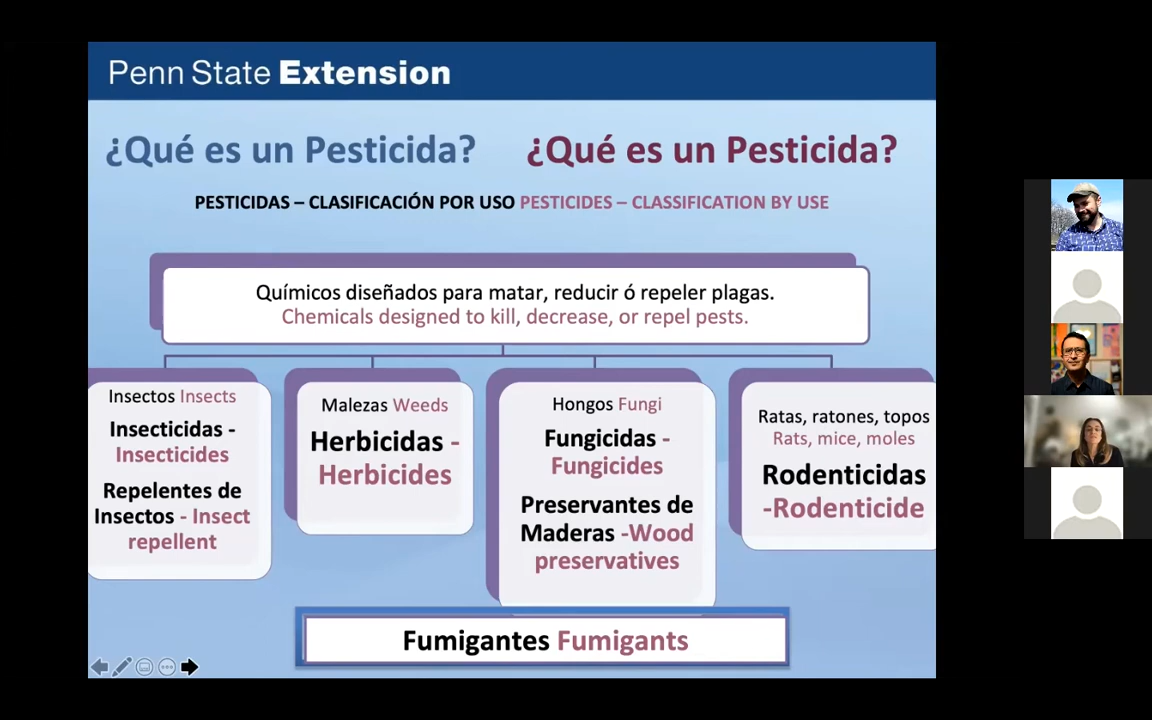 Penn State Extension
¿Qué es un Pesticida? ¿Qué es un Pesticida?
PESTICIDAS – CLASIFICACIÓN POR USO PESTICIDES – CLASSIFICATION BY USE
Químicos diseñados para matar, reducir ó repeler plagas.
Chemicals designed to kill, decrease, or repel pests.
Insectos Insects
Insecticidas -
Insecticides
Repelentes de
Insectos - Insect
repellent
Malezas Weeds
Herbicidas -
Herbicides
Hongos Fungi
Fungicidas -
Fungicides
Preservantes de
Maderas -Wood
preservatives
Ratas, ratones, topos
Rats, mice, moles
Rodenticidas
-Rodenticide
Fumigantes Fumigants